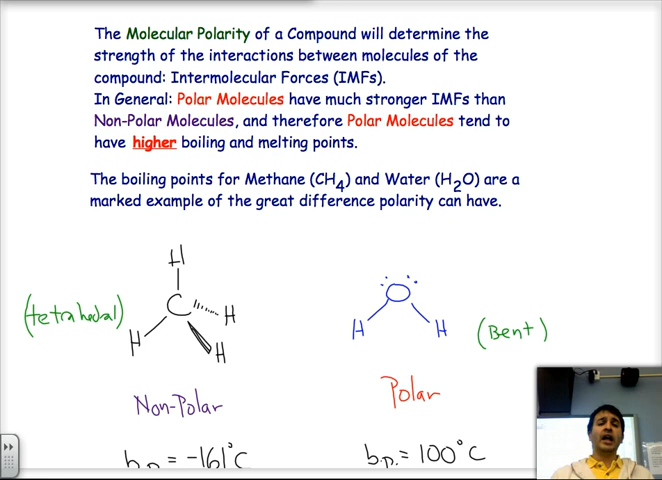 The Molecular Polarity of a Compound will determine the
strength of the interactions between molecules of the
compound: Intermolecular Forces (IMFs).
In General: Polar Molecules have much stronger IMFs than
Non-Polar Molecules, and therefore Polar Molecules tend to
have higher boiling and melting points.
The boiling points for Methane (CH₄) and Water (H₂O) are a
marked example of the great difference polarity can have.
H
(tetrahedal)
C
H
H
H
O
H
H
(Bent)
Non-Polar
Polar
b.p. = -161°C
b.p. = 100°C